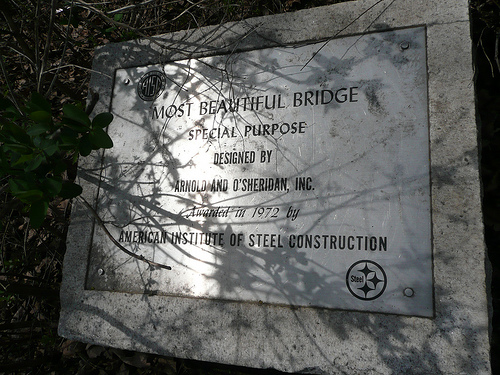 AISC
MOST BEAUTIFUL BRIDGE
SPECIAL PURPOSE
DESIGNED BY
ARNOLD AND O'SHERIDAN, INC.
Awarded in 1972 by
AMERICAN INSTITUTE OF STEEL CONSTRUCTION
Steel